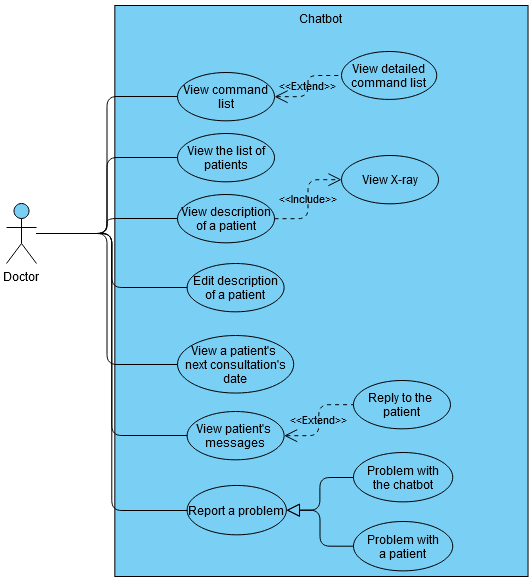 Chatbot
View command
list
<<Extend>>
View detailed
command list
View the list of
patients
View description
of a patient
<<Include>>
View X-ray
Doctor
Edit description
of a patient
View a patient's
next consultation's
date
View patient's
messages
<<Extend>>
Reply to the
patient
Report a problem
Problem with
the chatbot
Problem with
a patient